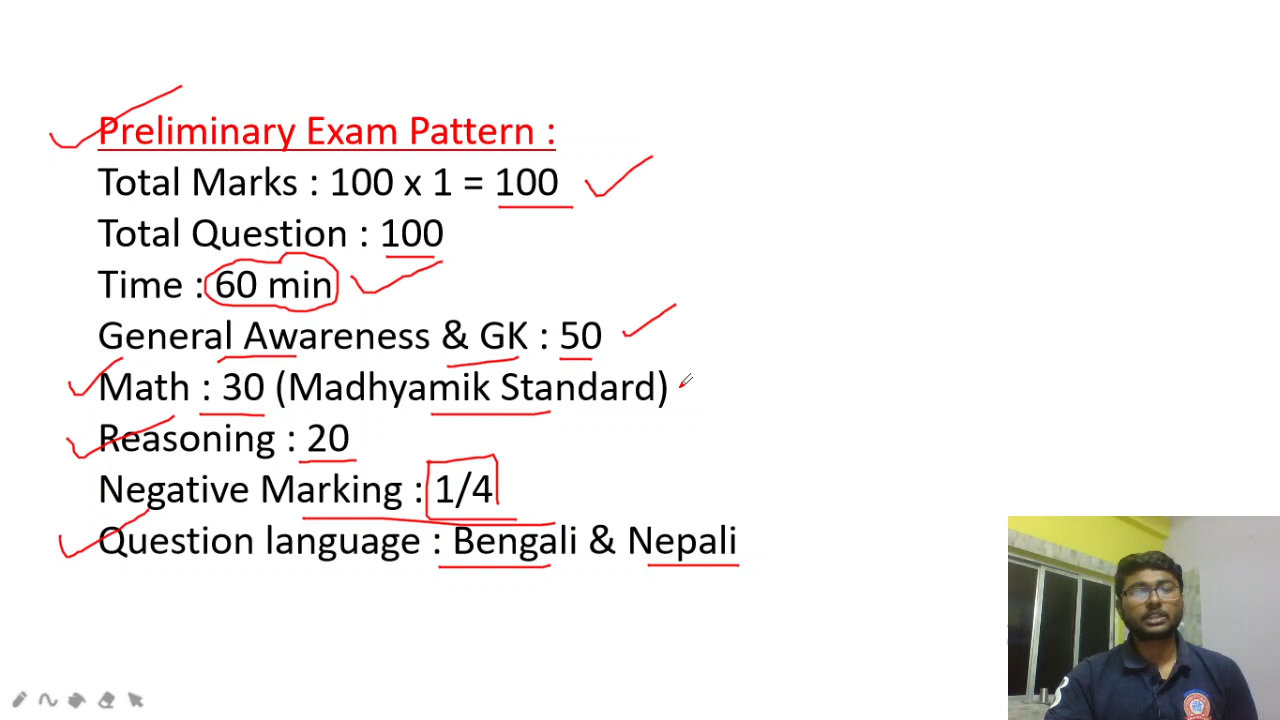 Preliminary Exam Pattern :
Total Marks : 100 x 1 = 100
Total Question : 100
Time : 60 min
General Awareness & GK : 50
Math : 30 (Madhyamik Standard)
Reasoning : 20
Negative Marking : 1/4
Question language : Bengali & Nepali